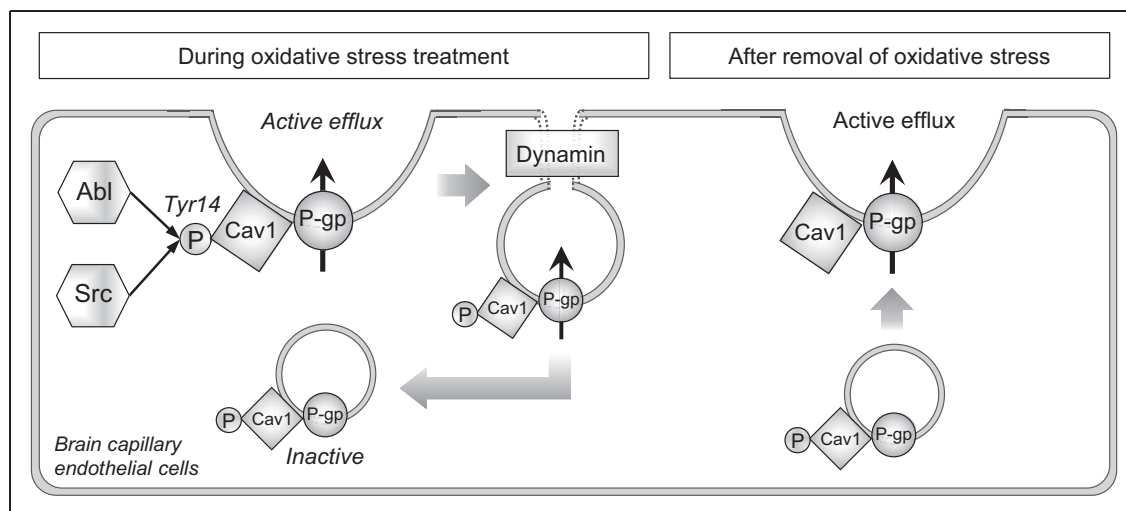 During oxidative stress treatment
After removal of oxidative stress
Active efflux
Abl
Src
Tyr14
P
Cav1
P-gp
Dynamin
P
Cav1
P-gp
P
Cav1
P-gp
Inactive
Brain capillary
endothelial cells
Active efflux
Cav1
P-gp
P
Cav1
P-gp